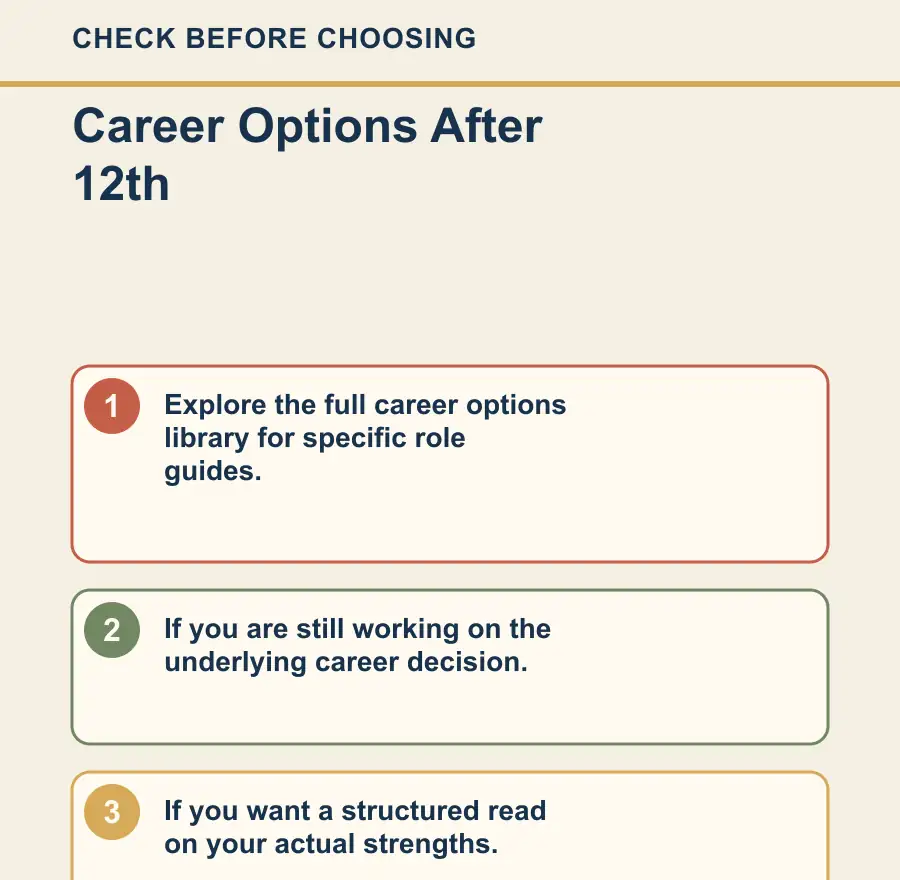 CHECK BEFORE CHOOSING
Career Options After
12th
1
Explore the full career options
library for specific role
guides.
2
If you are still working on the
underlying career decision.
3
If you want a structured read
on your actual strengths.